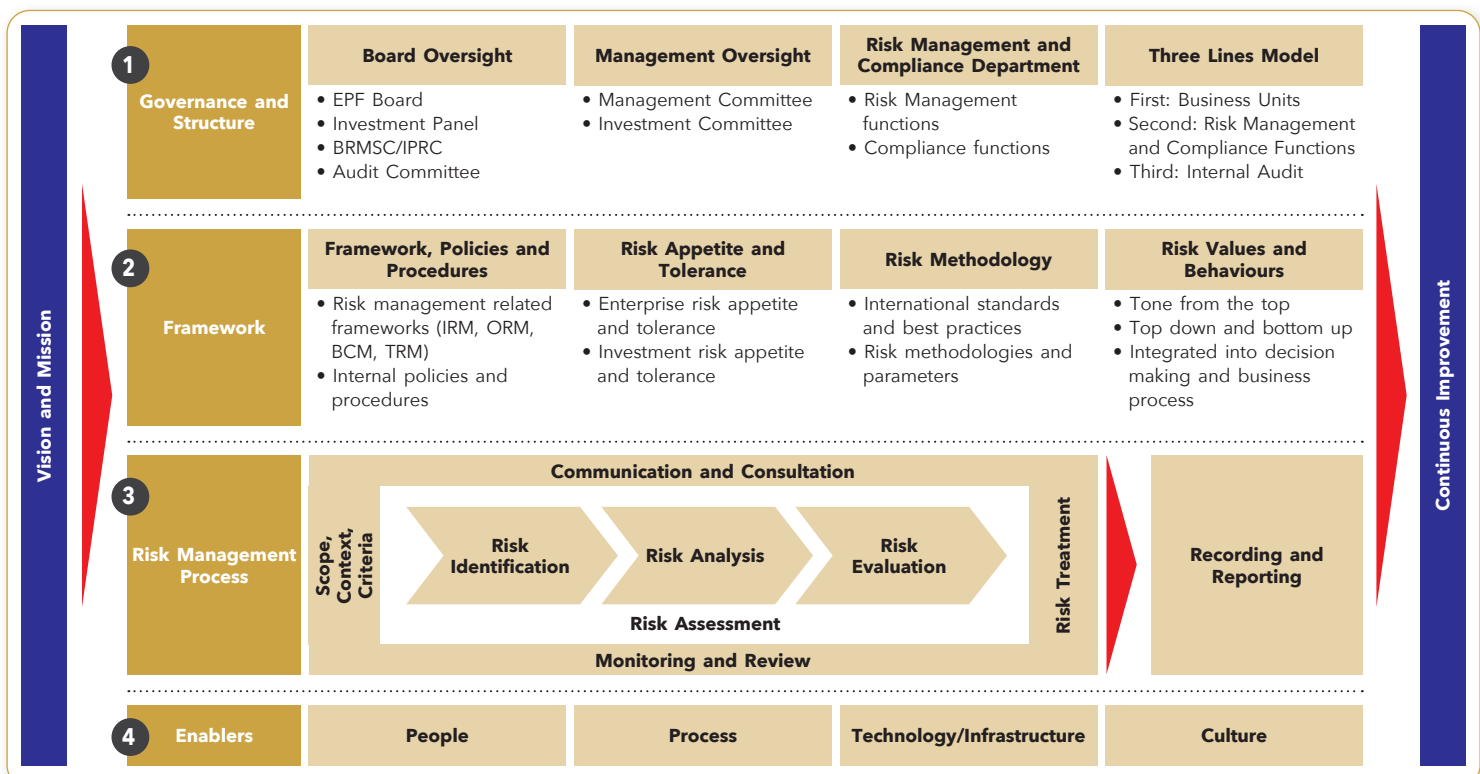 Vision and Mission
1
Governance and
Structure
Board Oversight
• EPF Board
• Investment Panel
• BRMSC/IPRC
• Audit Committee
Management Oversight
• Management Committee
• Investment Committee
Risk Management and
Compliance Department
• Risk Management
functions
• Compliance functions
Three Lines Model
• First: Business Units
• Second: Risk Management
and Compliance Functions
• Third: Internal Audit
2
Framework
Framework, Policies and
Procedures
• Risk management related
frameworks (IRM, ORM,
BCM, TRM)
• Internal policies and
procedures
Risk Appetite and
Tolerance
• Enterprise risk appetite
and tolerance
• Investment risk appetite
and tolerance
Risk Methodology
• International standards
and best practices
• Risk methodologies and
parameters
Risk Values and
Behaviours
• Tone from the top
• Top down and bottom up
• Integrated into decision
making and business
process
3
Risk Management
Process
Communication and Consultation
Scope,
Context,
Criteria
Risk
Identification
Risk Analysis
Risk
Evaluation
Risk Assessment
Risk Treatment
Monitoring and Review
Recording and
Reporting
4
Enablers
People
Process
Technology/Infrastructure
Culture
Continuous Improvement